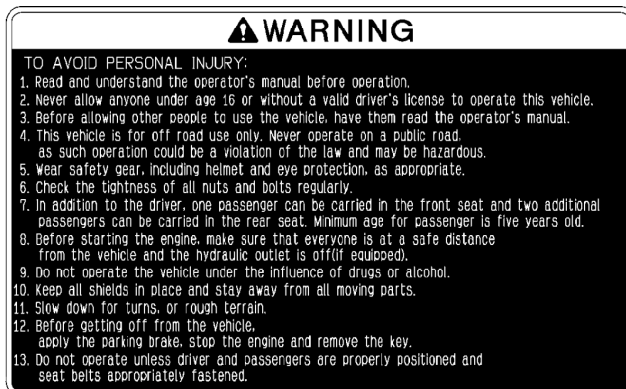 WARNING
TO AVOID PERSONAL INJURY:
1. Read and understand the operator's manual before operation.
2. Never allow anyone under age 16 or without a valid driver's license to operate this vehicle.
3. Before allowing other people to use the vehicle, have them read the operator's manual.
4. This vehicle is for off road use only. Never operate on a public road,
as such operation could be a violation of the law and may be hazardous.
5. Wear safety gear, including helmet and eye protection, as appropriate.
6. Check the tightness of all nuts and bolts regularly.
7. In addition to the driver, one passenger can be carried in the front seat and two additional
passengers can be carried in the rear seat. Minimum age for passenger is five years old.
8. Before starting the engine, make sure that everyone is at a safe distance
from the vehicle and the hydraulic outlet is off(if equipped).
9. Do not operate the vehicle under the influence of drugs or alcohol.
10. Keep all shields in place and stay away from all moving parts.
11. Slow down for turns, or rough terrain.
12. Before getting off from the vehicle,
apply the parking brake, stop the engine and remove the key.
13. Do not operate unless driver and passengers are properly positioned and
seat belts appropriately fastened.